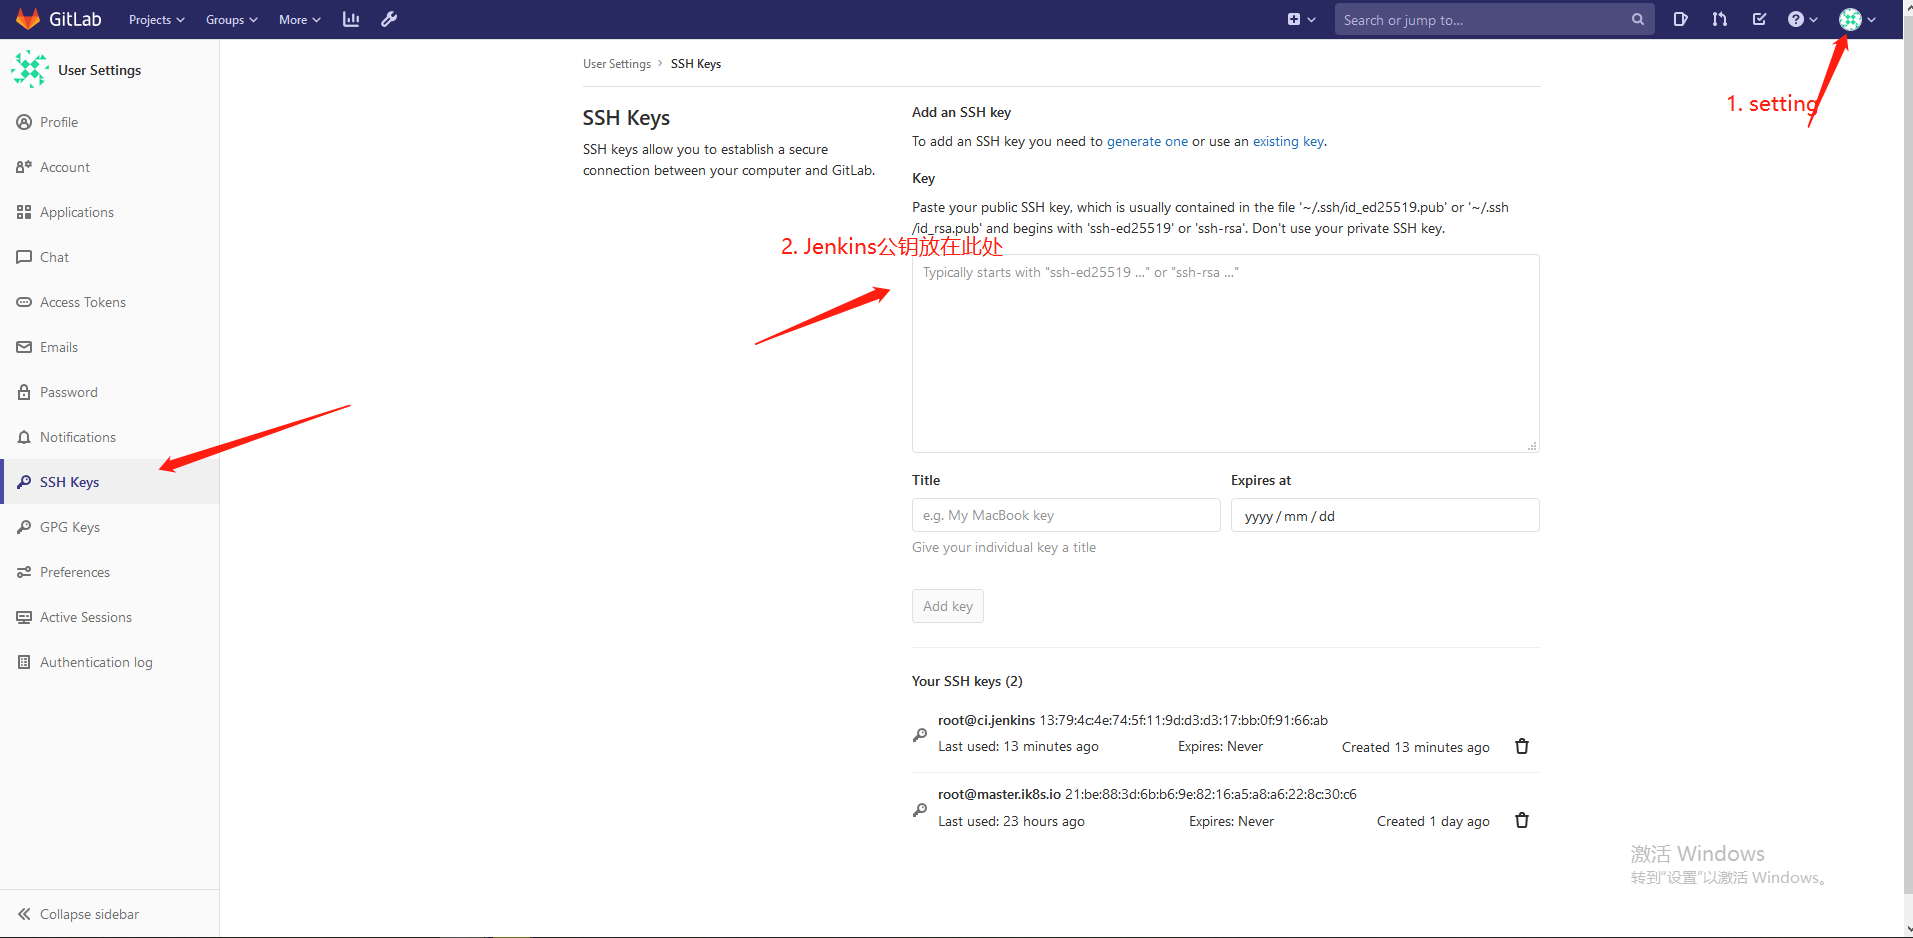 GitLab
Projects
Groups
More
Search or jump to...
1. setting
User Settings
Profile
Account
Applications
Chat
Access Tokens
Emails
Password
Notifications
SSH Keys
GPG Keys
Preferences
Active Sessions
Authentication log
Collapse sidebar
User Settings > SSH Keys
SSH Keys
SSH keys allow you to establish a secure
connection between your computer and GitLab.
Add an SSH key
To add an SSH key you need to generate one or use an existing key.
Key
Paste your public SSH key, which is usually contained in the file '~/.ssh/id_ed25519.pub' or '~/.ssh
/id_rsa.pub' and begins with 'ssh-ed25519' or 'ssh-rsa'. Don't use your private SSH key.
2. Jenkins公钥放在此处
Typically starts with "ssh-ed25519 ..." or "ssh-rsa ..."
Title
Expires at
e.g. My MacBook key
yyyy / mm / dd
Give your individual key a title
Add key
Your SSH keys (2)
root@ci.jenkins 13:79:4c:4e:74:5f:11:9d:d3:d3:17:bb:0f:91:66:ab
Last used: 13 minutes ago
Expires: Never
Created 13 minutes ago
root@master.ik8s.io 21:be:88:3d:6b:b6:9e:82:16:a5:a8:a6:22:8c:30:c6
Last used: 23 hours ago
Expires: Never
Created 1 day ago
激活 Windows
转到"设置"以激活 Windows。